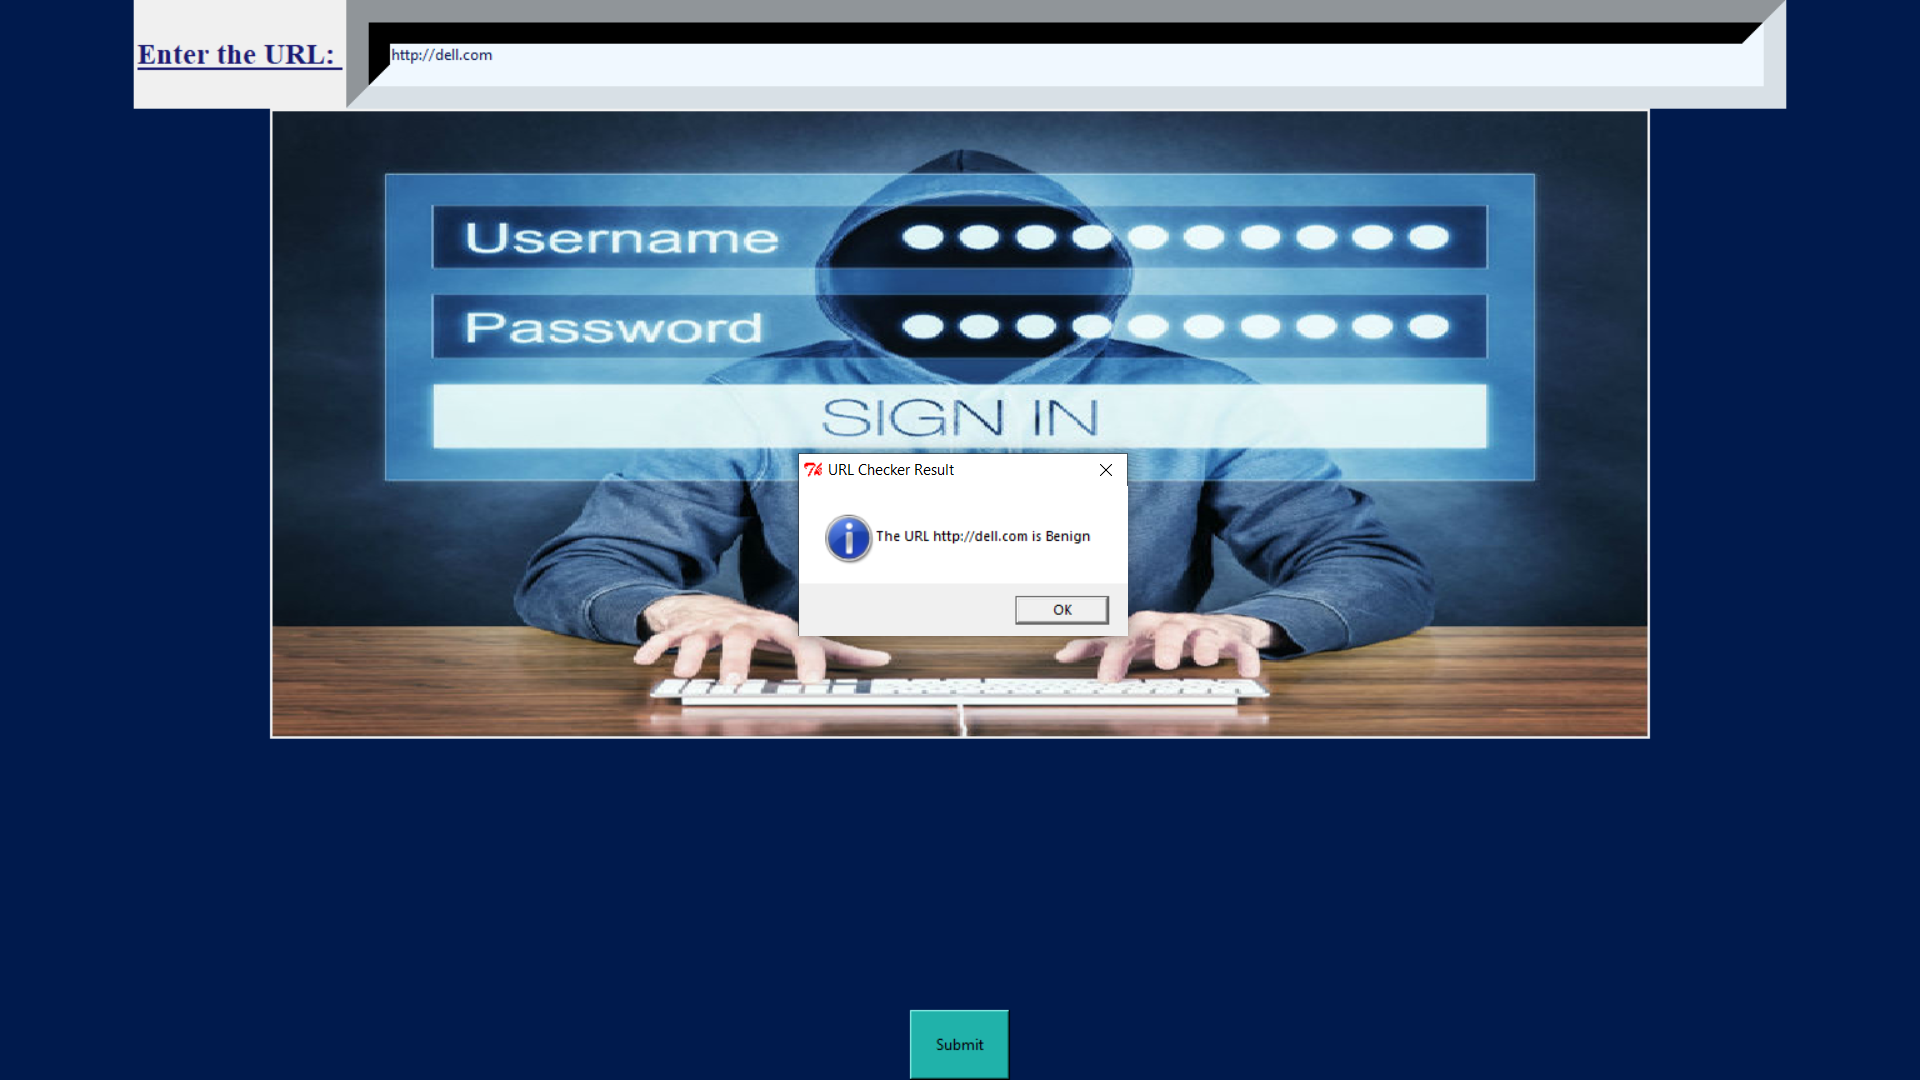 Enter the URL:
http://dell.com
Username
Password
SIGN IN
URL Checker Result
The URL http://dell.com is Benign
OK
Submit